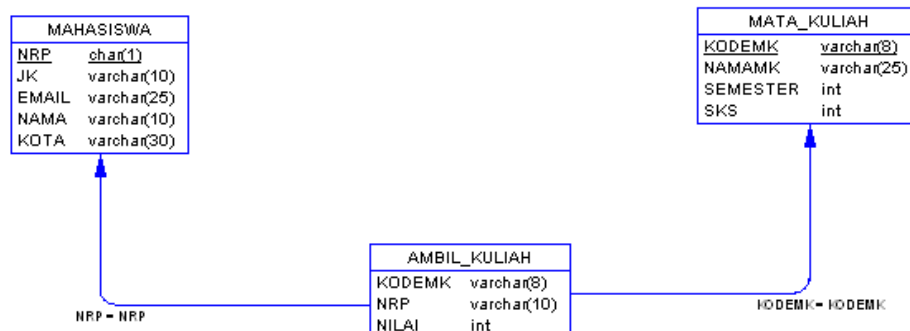 MAHASISWA
NRP char(1)
JK varchar(10)
EMAIL varchar(25)
NAMA varchar(10)
KOTA varchar(30)
MATA_KULIAH
KODEMK varchar(8)
NAMAMK varchar(25)
SEMESTER int
SKS int
AMBIL_KULIAH
KODEMK varchar(8)
NRP varchar(10)
NILAI int
NRP = NRP
KODEMK = KODEMK